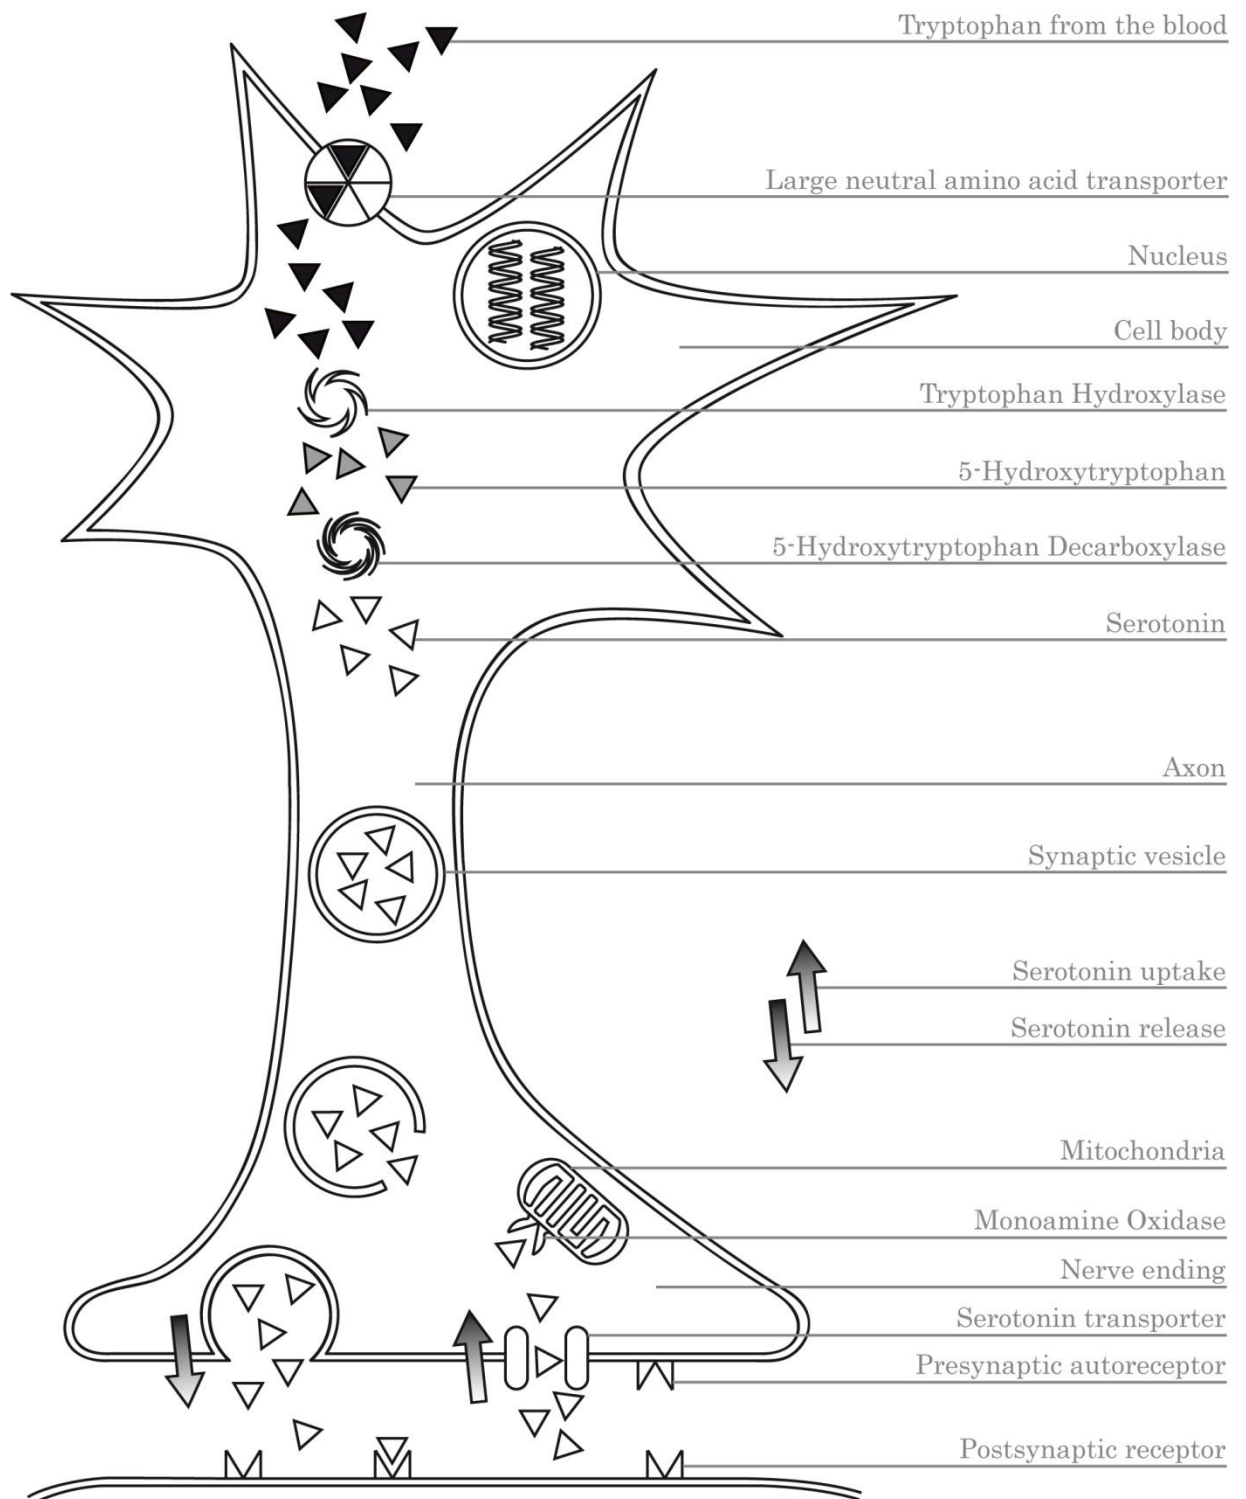 Tryptophan from the blood
Large neutral amino acid transporter
Nucleus
Cell body
Tryptophan Hydroxylase
5-Hydroxytryptophan
5-Hydroxytryptophan Decarboxylase
Serotonin
Axon
Synaptic vesicle
Serotonin uptake
Serotonin release
Mitochondria
Monoamine Oxidase
Nerve ending
Serotonin transporter
Presynaptic autoreceptor
Postsynaptic receptor